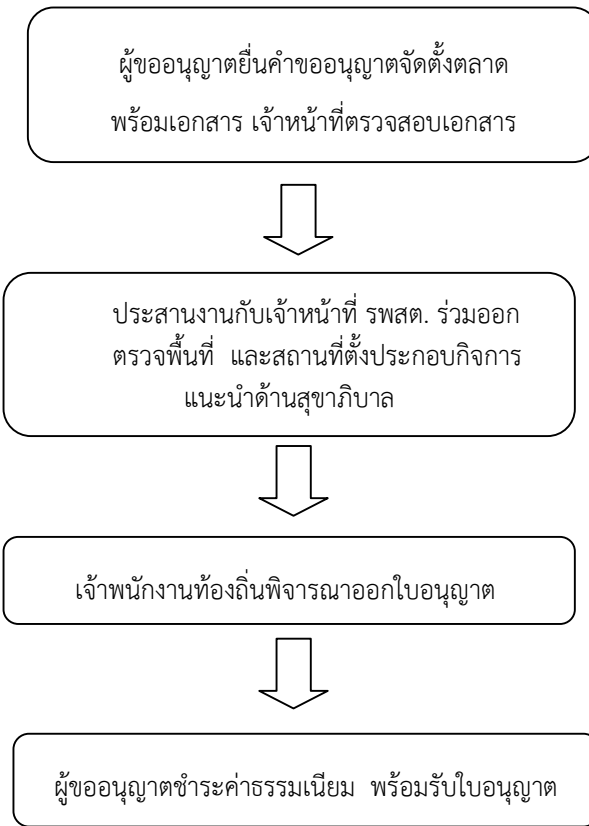 ผู้ขออนุญาตยื่นคำขออนุญาตจัดตั้งตลาด
พร้อมเอกสาร เจ้าหน้าที่ตรวจสอบเอกสาร
ประสานงานกับเจ้าหน้าที่ รพสต. ร่วมออก
ตรวจพื้นที่ และสถานที่ตั้งประกอบกิจการ
แนะนำด้านสุขาภิบาล
เจ้าพนักงานท้องถิ่นพิจารณาออกใบอนุญาต
ผู้ขออนุญาตชำระค่าธรรมเนียม พร้อมรับใบอนุญาต